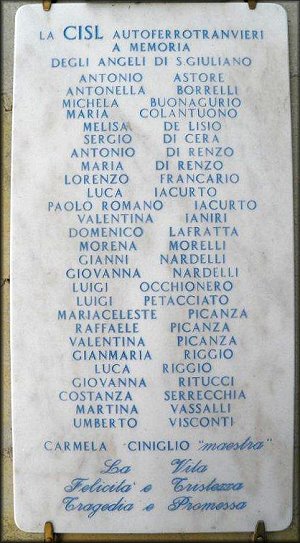 LA CISL AUTOFERROTRANVIERI
A MEMORIA
DEGLI ANGELI DI S.GIULIANO
ANTONIO ASTORE
ANTONELLA BORRELLI
MICHELA BUONAGURIO
MARIA COLANTUONO
MELISA DE LISIO
SERGIO DI CERA
ANTONIO DI RENZO
MARIA DI RENZO
LORENZO FRANCARIO
LUCA IACURTO
PAOLO ROMANO IACURTO
VALENTINA IANIRI
DOMENICO LAFRATTA
MORENA MORELLI
GIANNI NARDELLI
GIOVANNA NARDELLI
LUIGI OCCHIONERO
LUIGI PETACCIATO
MARIACELESTE PICANZA
RAFFAELE PICANZA
VALENTINA PICANZA
GIANMARIA RIGGIO
LUCA RIGGIO
GIOVANNA RITUCCI
COSTANZA SERRECCHIA
MARTINA VASSALLI
UMBERTO VISCONTI
CARMELA CINIGLIO "maestra"
La Vita
Felicita' e Tristezza
Tragedia e Promessa